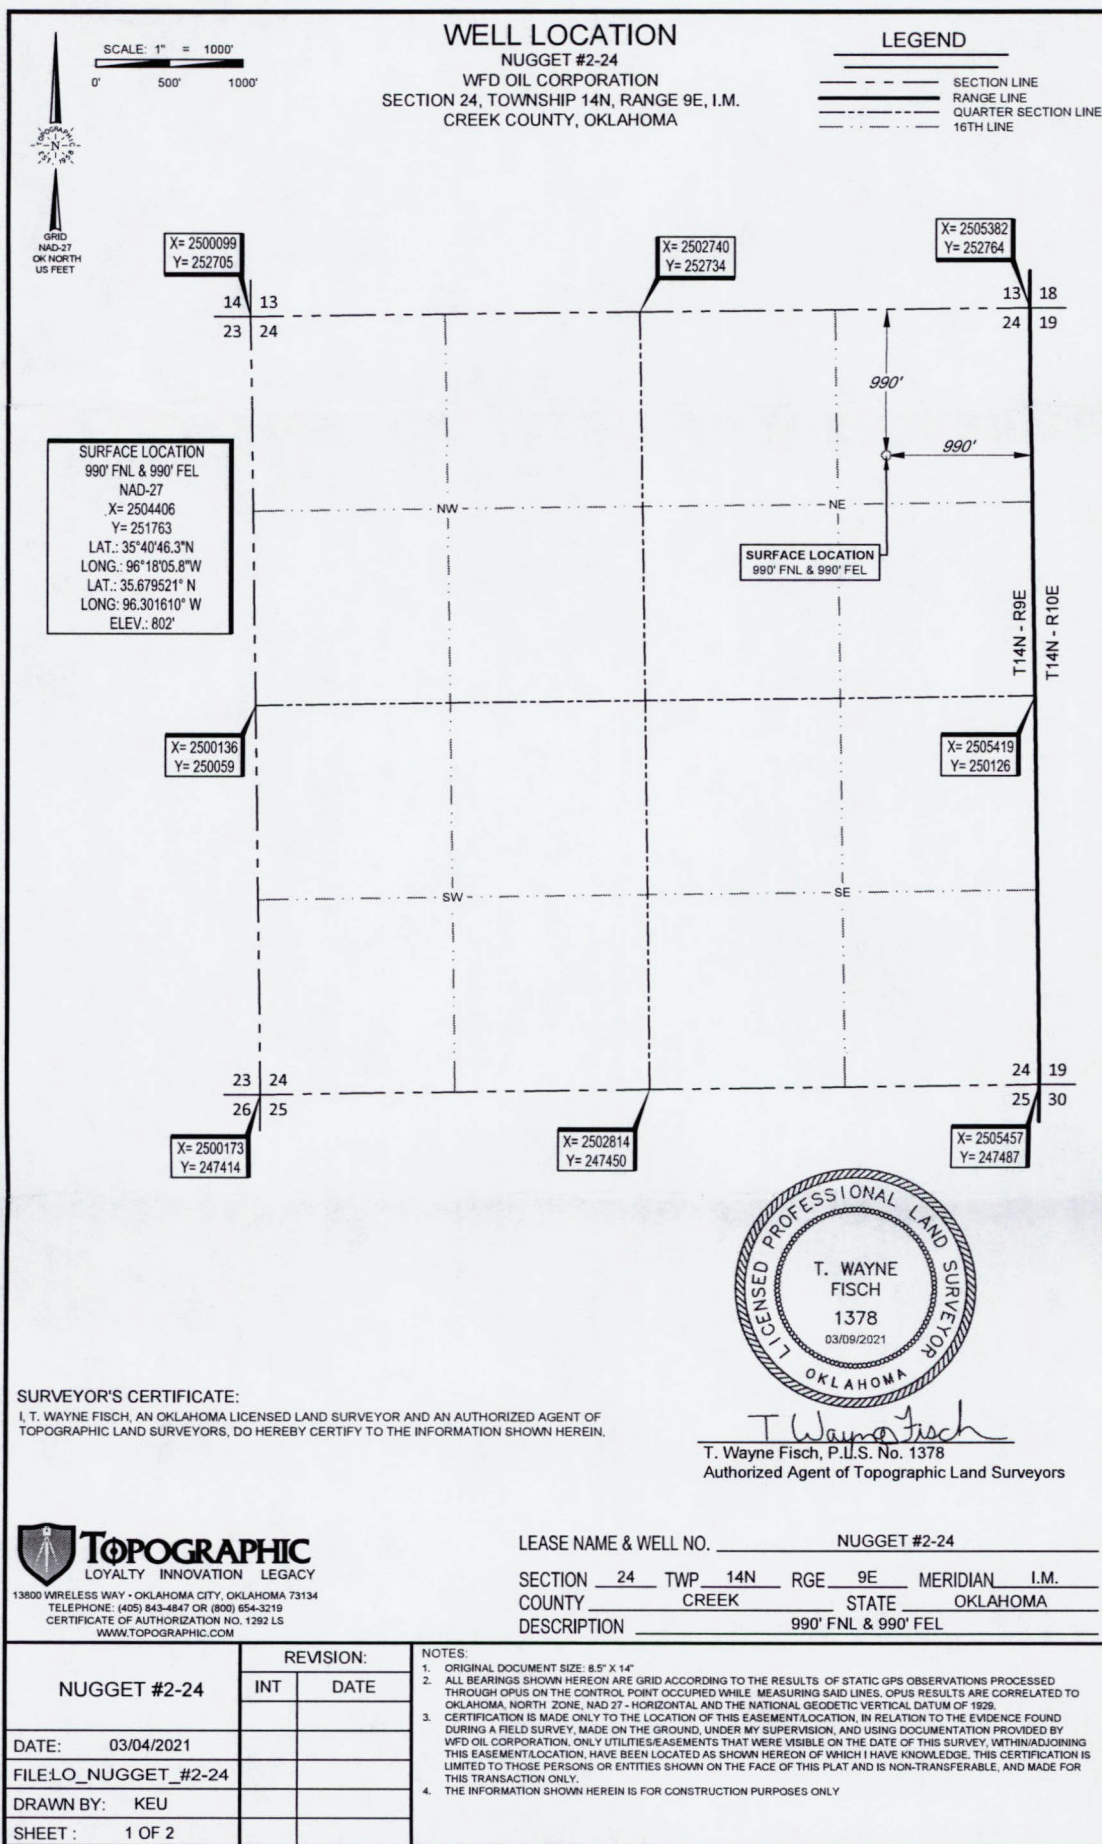 WELL LOCATION
NUGGET #2-24
WFD OIL CORPORATION
SECTION 24, TOWNSHIP 14N, RANGE 9E, I.M.
CREEK COUNTY, OKLAHOMA
SCALE: 1" = 1000'
0' 500' 1000'
LEGEND
SECTION LINE
RANGE LINE
QUARTER SECTION LINE
16TH LINE
N
GRID
NAD-27
OK NORTH
US FEET
X= 2500099
Y= 252705
X= 2502740
Y= 252734
X= 2505382
Y= 252764
14 13
23 24
13 18
24 19
990'
990'
SURFACE LOCATION
990' FNL & 990' FEL
NAD-27
X= 2504406
Y= 251763
LAT.: 35°40'46.3"N
LONG.: 96°18'05.8"W
LAT.: 35.679521° N
LONG: 96.301610° W
ELEV.: 802'
NW
NE
SURFACE LOCATION
990' FNL & 990' FEL
T14N - R9E
T14N - R10E
X= 2500136
Y= 250059
X= 2505419
Y= 250126
SW
SE
23 24
26 25
24 19
25 30
X= 2500173
Y= 247414
X= 2502814
Y= 247450
X= 2505457
Y= 247487
LICENSED PROFESSIONAL LAND SURVEYOR
T. WAYNE
FISCH
1378
03/09/2021
OKLAHOMA
SURVEYOR'S CERTIFICATE:
I, T. WAYNE FISCH, AN OKLAHOMA LICENSED LAND SURVEYOR AND AN AUTHORIZED AGENT OF
TOPOGRAPHIC LAND SURVEYORS, DO HEREBY CERTIFY TO THE INFORMATION SHOWN HEREIN.
T Wayne Fisch
T. Wayne Fisch, P.L.S. No. 1378
Authorized Agent of Topographic Land Surveyors
TOPOGRAPHIC
LOYALTY INNOVATION LEGACY
13800 WIRELESS WAY • OKLAHOMA CITY, OKLAHOMA 73134
TELEPHONE: (405) 843-4847 OR (800) 654-3219
CERTIFICATE OF AUTHORIZATION NO. 1292 LS
WWW.TOPOGRAPHIC.COM
LEASE NAME & WELL NO. NUGGET #2-24
SECTION 24 TWP 14N RGE 9E MERIDIAN I.M.
COUNTY CREEK STATE OKLAHOMA
DESCRIPTION 990' FNL & 990' FEL
NUGGET #2-24
REVISION:
INT DATE
DATE: 03/04/2021
FILE:LO_NUGGET_#2-24
DRAWN BY: KEU
SHEET : 1 OF 2
NOTES:
1. ORIGINAL DOCUMENT SIZE: 8.5" X 14"
2. ALL BEARINGS SHOWN HEREON ARE GRID ACCORDING TO THE RESULTS OF STATIC GPS OBSERVATIONS PROCESSED
THROUGH OPUS ON THE CONTROL POINT OCCUPIED WHILE MEASURING SAID LINES. OPUS RESULTS ARE CORRELATED TO
OKLAHOMA, NORTH ZONE, NAD 27 - HORIZONTAL AND THE NATIONAL GEODETIC VERTICAL DATUM OF 1929.
3. CERTIFICATION IS MADE ONLY TO THE LOCATION OF THIS EASEMENT/LOCATION, IN RELATION TO THE EVIDENCE FOUND
DURING A FIELD SURVEY, MADE ON THE GROUND, UNDER MY SUPERVISION, AND USING DOCUMENTATION PROVIDED BY
WFD OIL CORPORATION. ONLY UTILITIES/EASEMENTS THAT WERE VISIBLE ON THE DATE OF THIS SURVEY, WITHIN/ADJOINING
THIS EASEMENT/LOCATION, HAVE BEEN LOCATED AS SHOWN HEREON OF WHICH I HAVE KNOWLEDGE. THIS CERTIFICATION IS
LIMITED TO THOSE PERSONS OR ENTITIES SHOWN ON THE FACE OF THIS PLAT AND IS NON-TRANSFERABLE, AND MADE FOR
THIS TRANSACTION ONLY.
4. THE INFORMATION SHOWN HEREIN IS FOR CONSTRUCTION PURPOSES ONLY